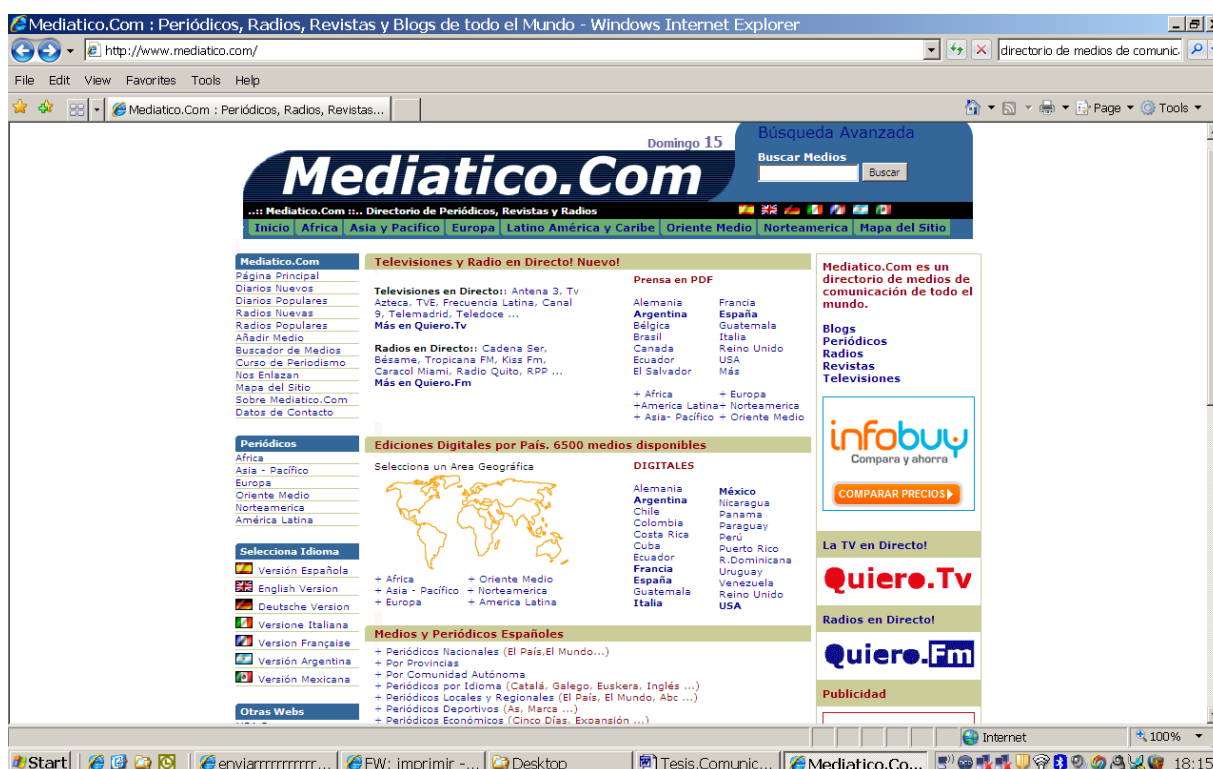 Mediatico.Com : Periódicos, Radios, Revistas y Blogs de todo el Mundo - Windows Internet Explorer
http://www.mediatico.com/
directorio de medios de comunic
File Edit View Favorites Tools Help
Mediatico.Com : Periódicos, Radios, Revistas...
Page Tools
Domingo 15
Búsqueda Avanzada
Buscar Medios
Buscar
Mediatico.Com
..:: Mediatico.Com ::.. Directorio de Periódicos, Revistas y Radios
Inicio Africa Asia y Pacifico Europa Latino América y Caribe Oriente Medio Norteamerica Mapa del Sitio
Mediatico.Com
Página Principal
Diarios Nuevos
Diarios Populares
Radios Nuevas
Radios Populares
Añadir Medio
Buscador de Medios
Curso de Periodismo
Nos Enlazan
Mapa del Sitio
Sobre Mediatico.Com
Datos de Contacto
Periódicos
Africa
Asia - Pacífico
Europa
Oriente Medio
Norteamerica
América Latina
Selecciona Idioma
Versión Española
English Version
Deutsche Version
Versione Italiana
Version Française
Versión Argentina
Versión Mexicana
Otras Webs
Televisiones y Radio en Directo! Nuevo!
Televisiones en Directo:: Antena 3, Tv
Azteca, TVE, Frecuencia Latina, Canal
9, Telemadrid, Teledoce ...
Más en Quiero.Tv
Radios en Directo:: Cadena Ser,
Bésame, Tropicana FM, Kiss Fm,
Caracol Miami, Radio Quito, RPP ...
Más en Quiero.Fm
Prensa en PDF
Alemania Francia
Argentina España
Bélgica Guatemala
Brasil Italia
Canada Reino Unido
Ecuador USA
El Salvador Más
+ Africa + Europa
+America Latina+ Norteamerica
+ Asia- Pacífico + Oriente Medio
Ediciones Digitales por País. 6500 medios disponibles
Selecciona un Area Geográfica
+ Africa + Oriente Medio
+ Asia - Pacífico + Norteamerica
+ Europa + America Latina
DIGITALES
Alemania
Argentina
Chile
Colombia
Costa Rica
Cuba
Ecuador
Francia
España
Guatemala
Italia
México
Nicaragua
Panama
Paraguay
Perú
Puerto Rico
R.Dominicana
Uruguay
Venezuela
Reino Unido
USA
Medios y Periódicos Españoles
+ Periódicos Nacionales (El País,El Mundo...)
+ Por Provincias
+ Por Comunidad Autónoma
+ Periódicos por Idioma (Catalá, Galego, Euskera, Inglés ...)
+ Periódicos Locales y Regionales (El País, El Mundo, Abc ...)
+ Periódicos Deportivos (As, Marca ...)
+ Periódicos Económicos (Cinco Días, Expansión ...)
Mediatico.Com es un
directorio de medios de
comunicación de todo el
mundo.
Blogs
Periódicos
Radios
Revistas
Televisiones
infobuy
Compara y ahorra
COMPARAR PRECIOS
La TV en Directo!
Quiero.Tv
Radios en Directo!
Quiero.Fm
Publicidad
Internet
100%
Start
enviarrrrrrrrrr...
FW: imprimir -...
Desktop
Tesis.Comunic...
Mediatico.Co...
18:15